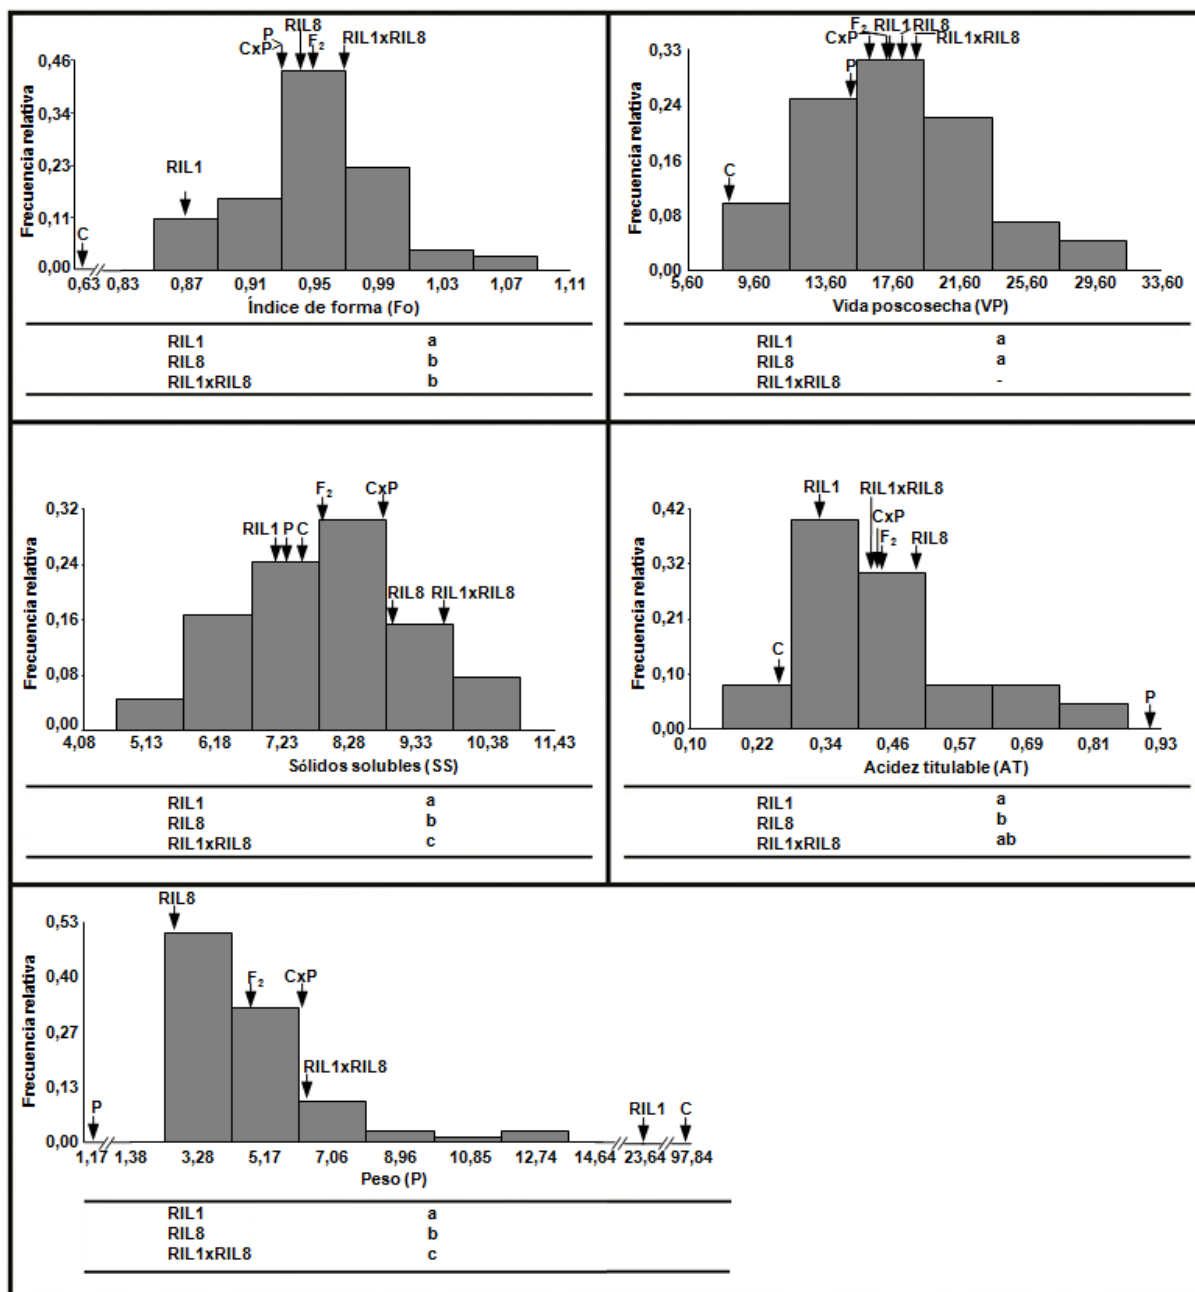 P RIL8
CxP F2 RIL1xRIL8
0,46
0,34
0,23
0,11
0,00
Frecuencia relativa
RIL1
C
0,63 0,83 0,87 0,91 0,95 0,99 1,03 1,07 1,11
Índice de forma (Fo)
RIL1 a
RIL8 b
RIL1xRIL8 b
F2 RIL1 RIL8
CxP RIL1xRIL8
P
C
0,33
0,24
0,16
0,08
0,00
Frecuencia relativa
5,60 9,60 13,60 17,60 21,60 25,60 29,60 33,60
Vida poscosecha (VP)
RIL1 a
RIL8 a
RIL1xRIL8 -
F2 CxP
RIL1 P C
RIL8 RIL1xRIL8
0,32
0,24
0,16
0,08
0,00
Frecuencia relativa
4,08 5,13 6,18 7,23 8,28 9,33 10,38 11,43
Sólidos solubles (SS)
RIL1 a
RIL8 b
RIL1xRIL8 c
RIL1 RIL1xRIL8
CxP
F2 RIL8
C
P
0,42
0,32
0,21
0,10
0,00
Frecuencia relativa
0,10 0,22 0,34 0,46 0,57 0,69 0,81 0,93
Acidez titulable (AT)
RIL1 a
RIL8 b
RIL1xRIL8 ab
RIL8
F2 CxP
RIL1xRIL8
P RIL1 C
0,53
0,40
0,27
0,13
0,00
Frecuencia relativa
1,17 1,38 3,28 5,17 7,06 8,96 10,85 12,74 14,64 23,64 97,84
Peso (P)
RIL1 a
RIL8 b
RIL1xRIL8 c